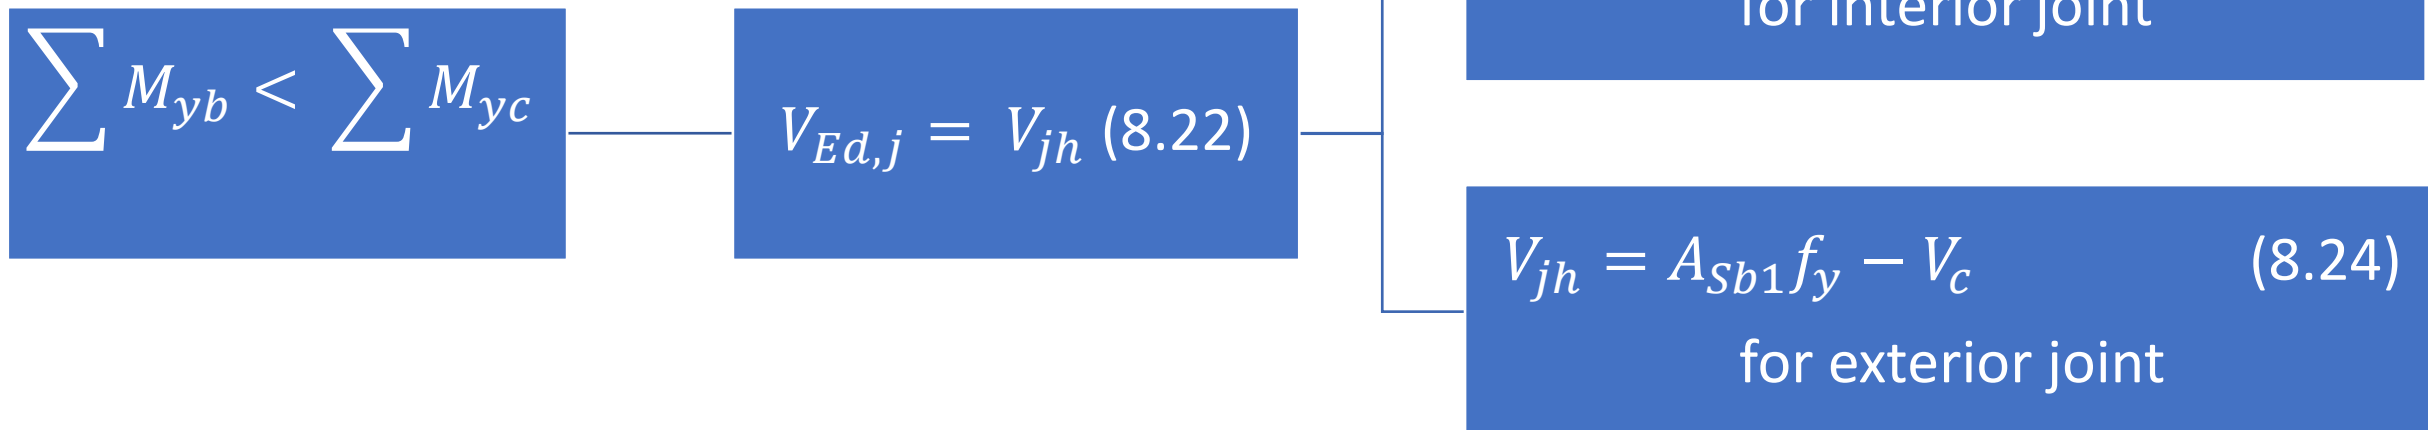 ∑ M_yb < ∑ M_yc
V_Ed,j = V_jh (8.22)
for interior joint
V_jh = A_Sb1 f_y − V_c (8.24)
for exterior joint